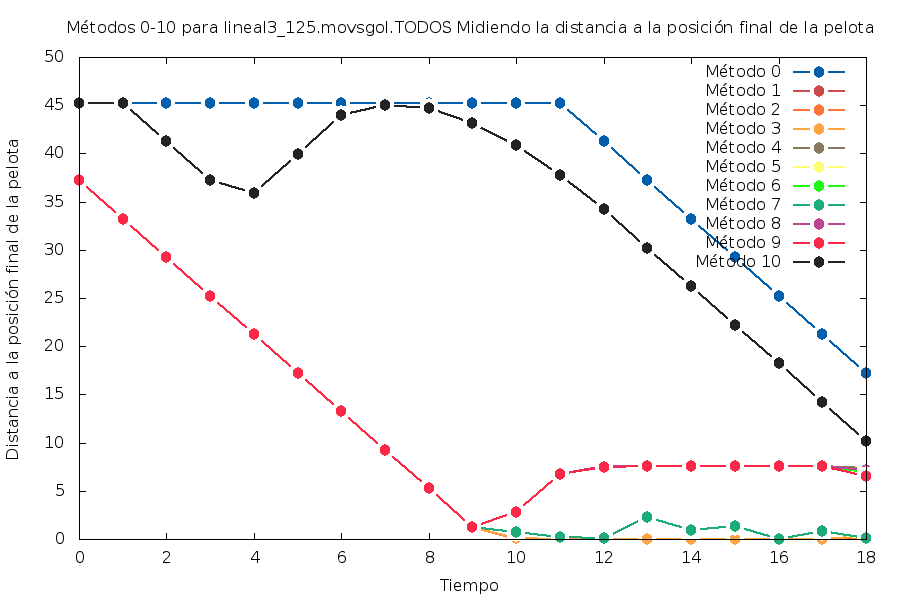 Métodos 0-10 para lineal3_125.movsgol.TODOS Midiendo la distancia a la posición final de la pelota
50
45
40
35
30
25
20
15
10
5
0
Distancia a la posición final de la pelota
Método 0
Método 1
Método 2
Método 3
Método 4
Método 5
Método 6
Método 7
Método 8
Método 9
Método 10
0 2 4 6 8 10 12 14 16 18
Tiempo